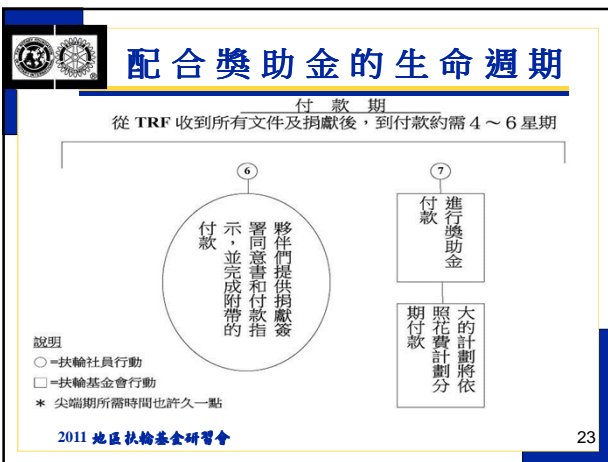 配合獎助金的生命週期
付款期
從 TRF 收到所有文件及捐獻後，到付款約需４～６星期
6
夥伴們提供捐獻簽
署同意書和付款指
示，並完成附帶的
付款
7
進行獎助金
付款
大的計劃將依
照花費計劃分
期付款
說明
○=扶輪社員行動
□=扶輪基金會行動
* 尖端期所需時間也許久一點
2011 地區扶輪基金研習會
23